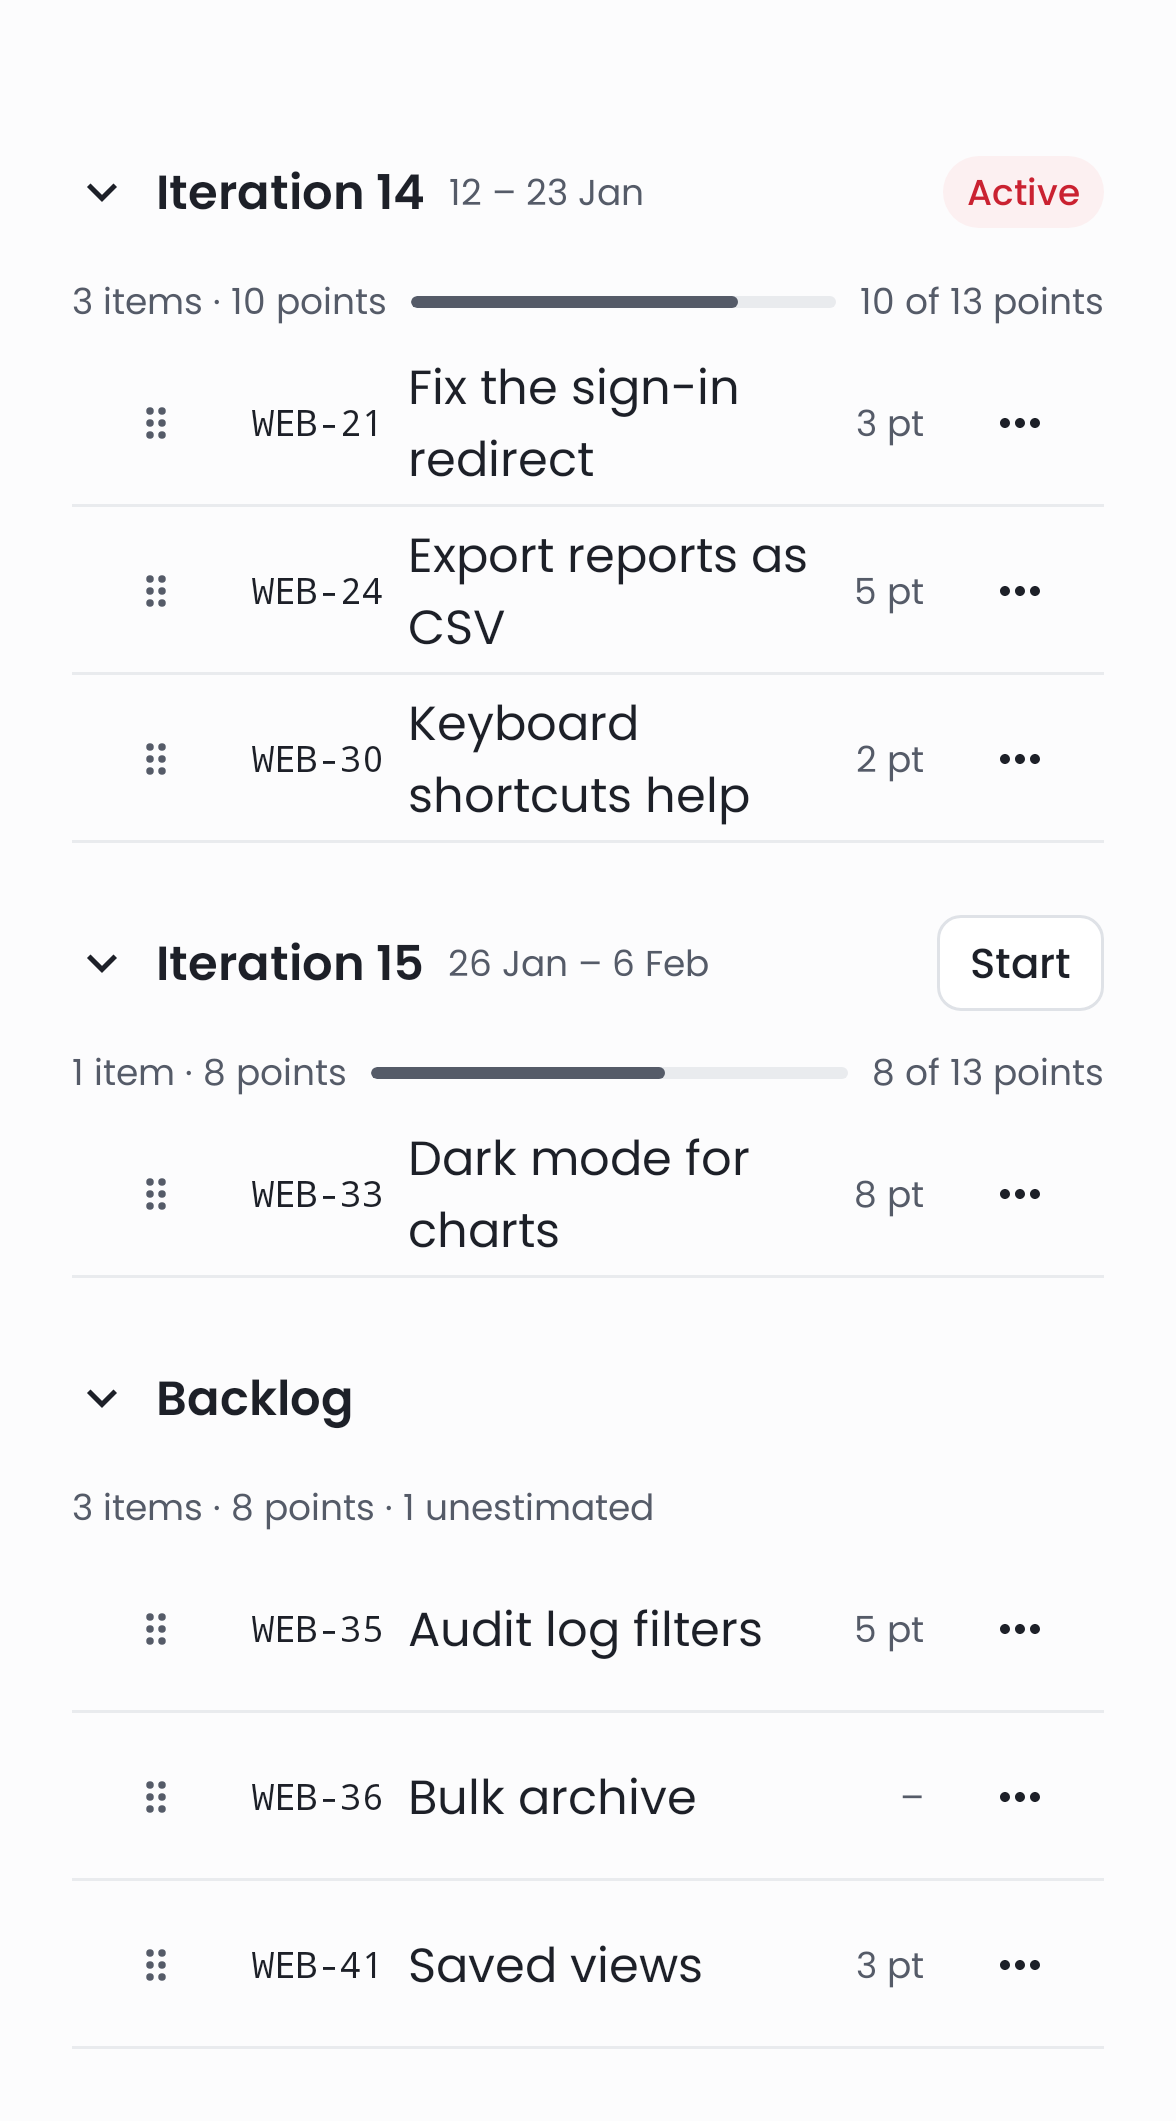 Iteration 14 12 – 23 Jan Active
3 items · 10 points 10 of 13 points
WEB-21 Fix the sign-in redirect 3 pt
WEB-24 Export reports as CSV 5 pt
WEB-30 Keyboard shortcuts help 2 pt
Iteration 15 26 Jan – 6 Feb Start
1 item · 8 points 8 of 13 points
WEB-33 Dark mode for charts 8 pt
Backlog
3 items · 8 points · 1 unestimated
WEB-35 Audit log filters 5 pt
WEB-36 Bulk archive –
WEB-41 Saved views 3 pt